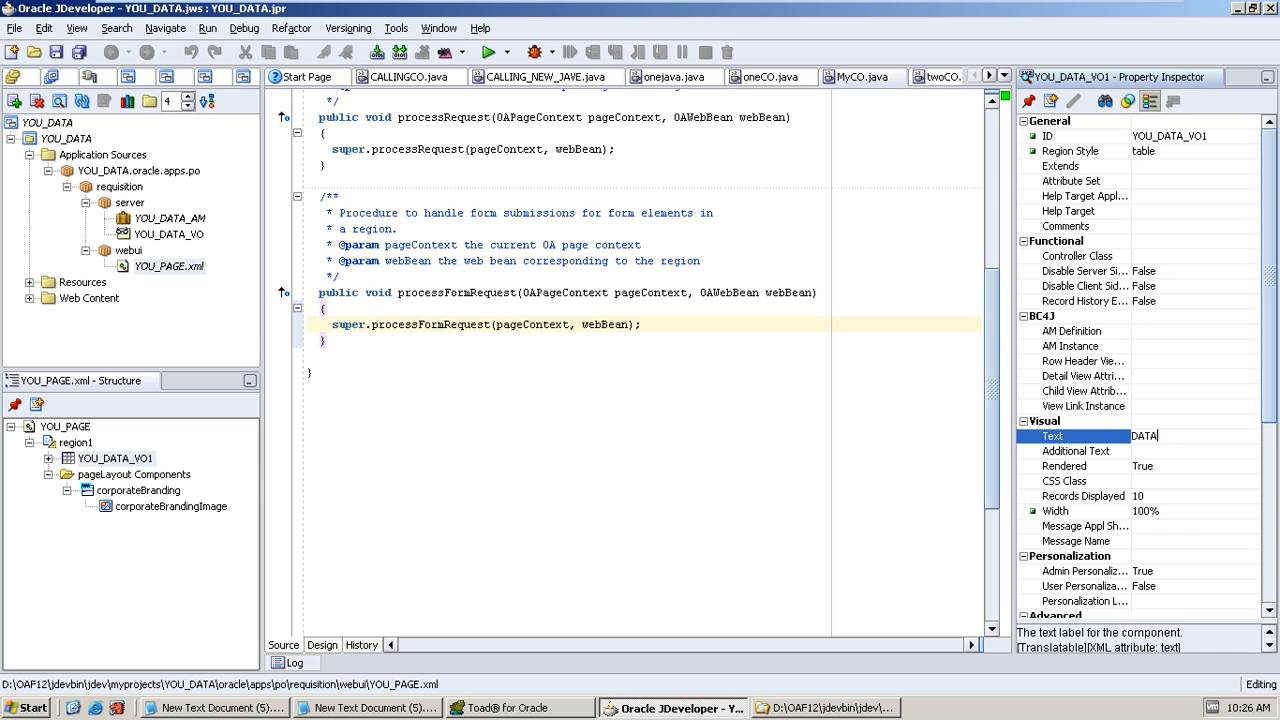 Oracle JDeveloper - YOU_DATA.jws : YOU_DATA.jpr
File Edit View Search Navigate Run Debug Refactor Versioning Tools Window Help
4
YOU_DATA
YOU_DATA
Application Sources
YOU_DATA.oracle.apps.po
requisition
server
YOU_DATA_AM
YOU_DATA_VO
webui
YOU_PAGE.xml
Resources
Web Content
YOU_PAGE.xml - Structure
YOU_PAGE
region1
YOU_DATA_VO1
pageLayout Components
corporateBranding
corporateBrandingImage
Start Page CALLINGCO.java CALLING_NEW_JAVE.java onejava.java oneCO.java MyCO.java twoCO.
*/
public void processRequest(OAPageContext pageContext, OAWebBean webBean)
{
super.processRequest(pageContext, webBean);
}
/**
* Procedure to handle form submissions for form elements in
* a region.
* @param pageContext the current OA page context
* @param webBean the web bean corresponding to the region
*/
public void processFormRequest(OAPageContext pageContext, OAWebBean webBean)
{
super.processFormRequest(pageContext, webBean);
}
}
Source Design History
Log
YOU_DATA_VO1 - Property Inspector
General
ID YOU_DATA_VO1
Region Style table
Extends
Attribute Set
Help Target Appl...
Help Target
Comments
Functional
Controller Class
Disable Server Si... False
Disable Client Sid... False
Record History E... False
BC4J
AM Definition
AM Instance
Row Header Vie...
Detail View Attri...
Child View Attrib...
View Link Instance
Visual
Text DATA
Additional Text
Rendered True
CSS Class
Records Displayed 10
Width 100%
Message Appl Sh...
Message Name
Personalization
Admin Personaliz... True
User Personaliza... False
Personalization L...
Advanced
The text label for the component.
[Translatable][XML attribute: text]
D:\OAF12\jdevbin\jdev\myprojects\YOU_DATA\oracle\apps\po\requisition\webui\YOU_PAGE.xml
Editing
Start New Text Document (5).... New Text Document (5).... Toad® for Oracle Oracle JDeveloper - Y... D:\OAF12\jdevbin\jdev\... 10:26 AM